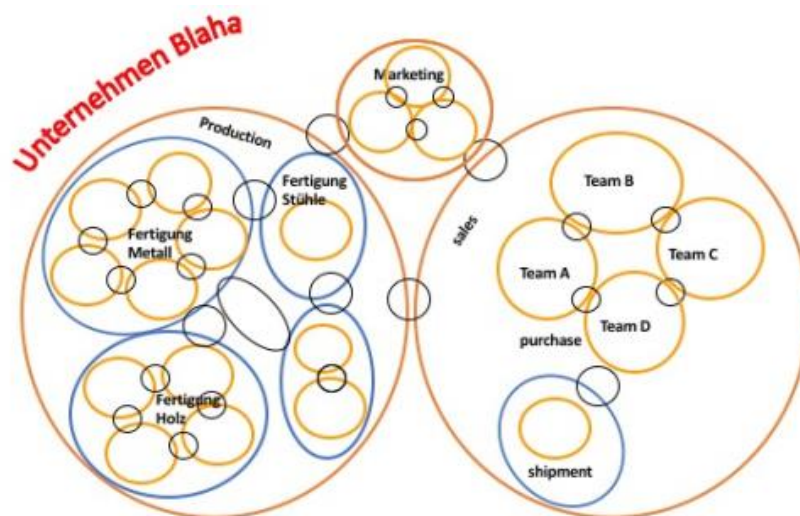 Unternehmen Blaha
Marketing
Production
Fertigung
Stühle
Fertigung
Metall
Fertigung
Holz
sales
Team B
Team A
Team C
Team D
purchase
shipment